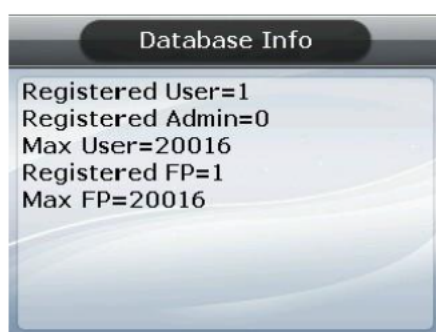 Database Info
Registered User=1
Registered Admin=0
Max User=20016
Registered FP=1
Max FP=20016